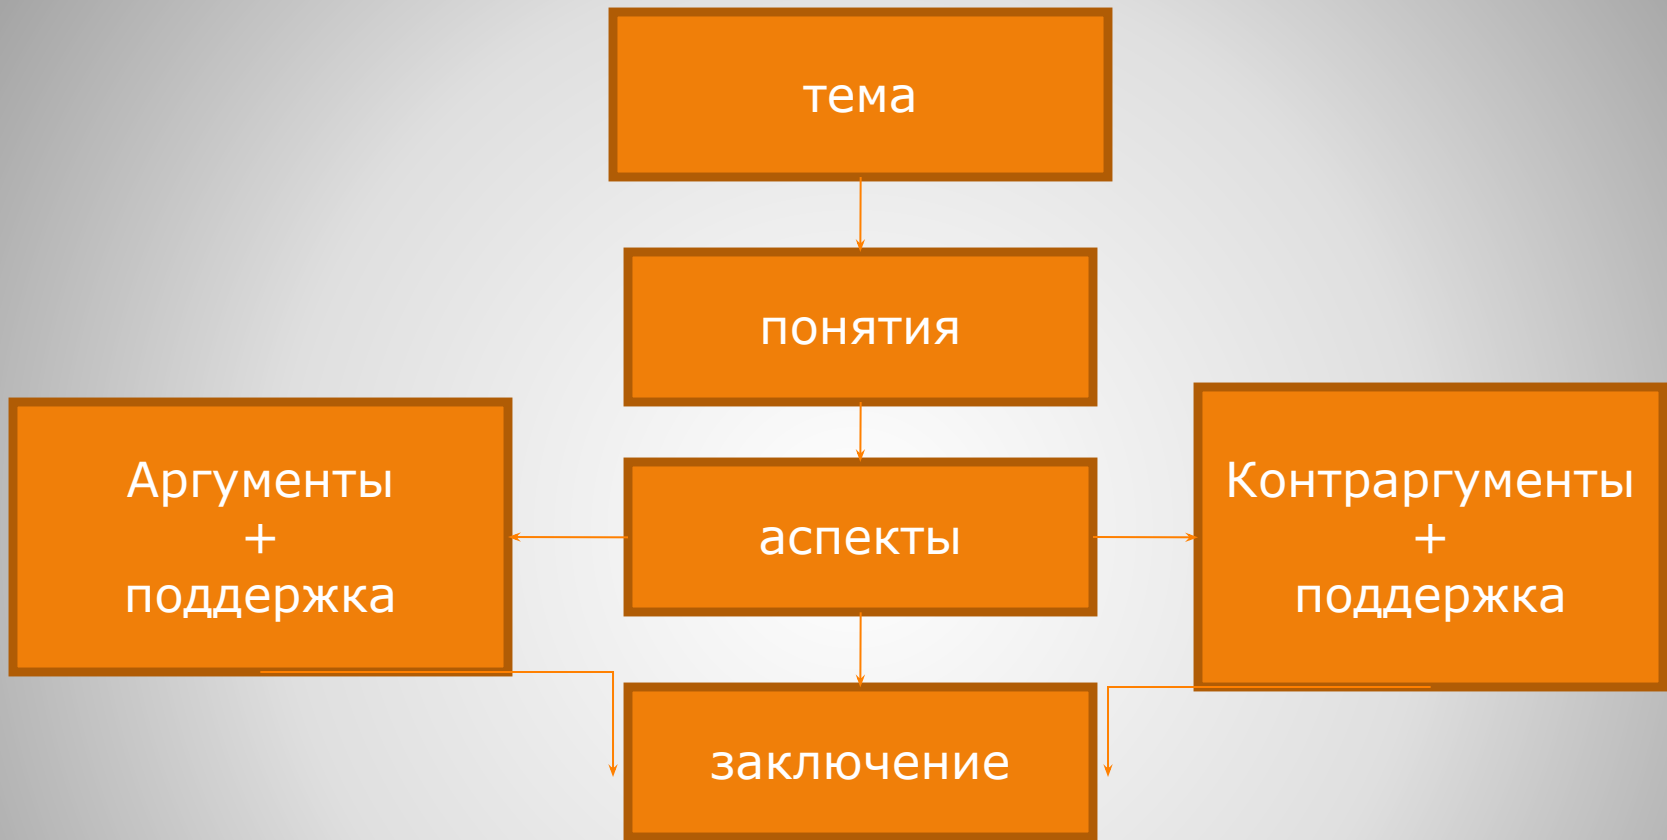 тема
понятия
Аргументы
+
поддержка
аспекты
Контраргументы
+
поддержка
заключение